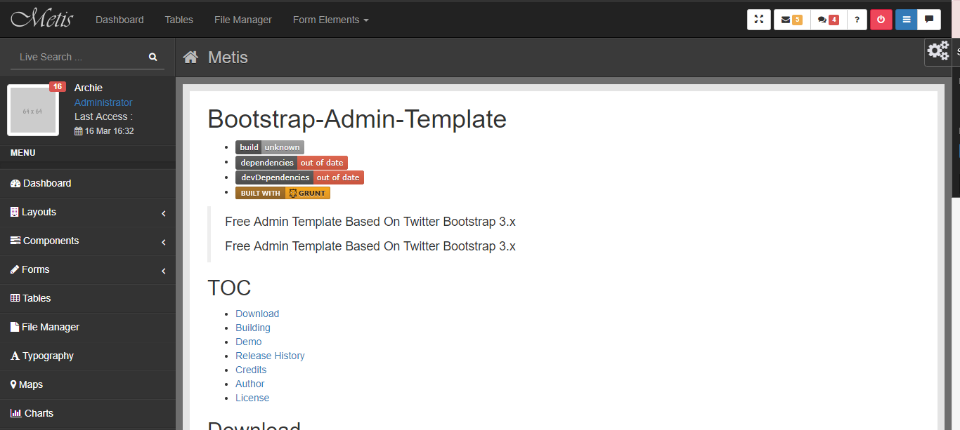 Metis Dashboard Tables File Manager Form Elements
5 4 ?
Live Search ...
Metis
16
Archie
Administrator
Last Access :
16 Mar 16:32
MENU
Dashboard
Layouts
Components
Forms
Tables
File Manager
Typography
Maps
Charts
Bootstrap-Admin-Template
build unknown
dependencies out of date
devDependencies out of date
BUILT WITH GRUNT
Free Admin Template Based On Twitter Bootstrap 3.x
Free Admin Template Based On Twitter Bootstrap 3.x
TOC
Download
Building
Demo
Release History
Credits
Author
License
Download